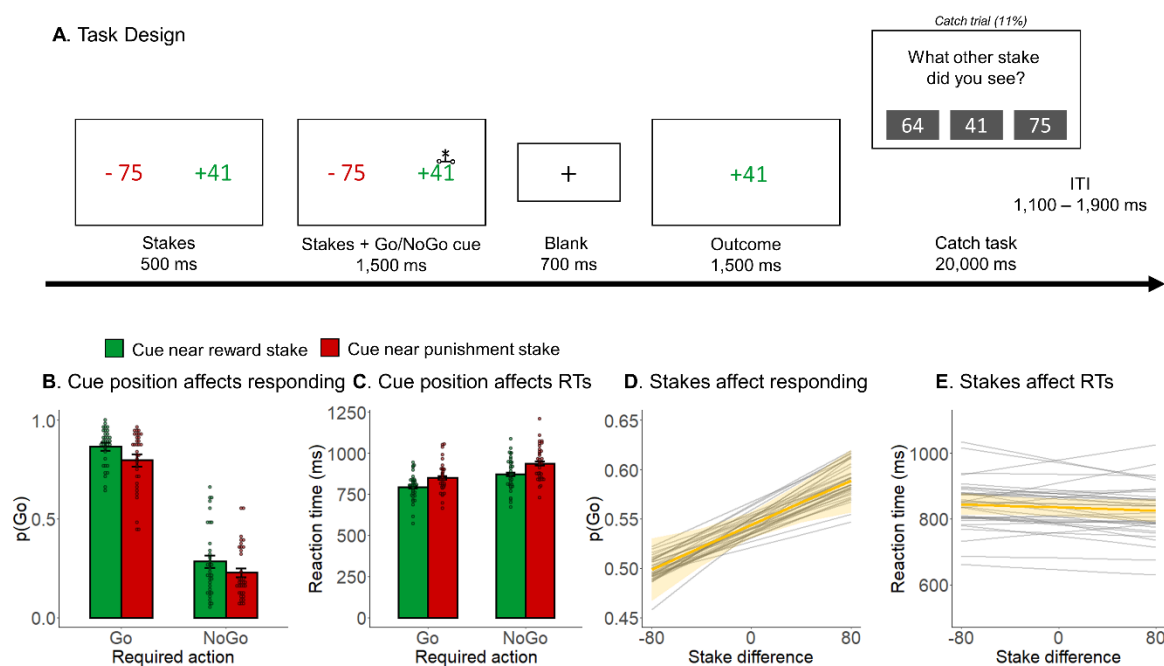 A. Task Design
Catch trial (11%)
What other stake
did you see?
64 41 75
- 75 +41
- 75 +41
+
+41
ITI
1,100 – 1,900 ms
Stakes
500 ms
Stakes + Go/NoGo cue
1,500 ms
Blank
700 ms
Outcome
1,500 ms
Catch task
20,000 ms
Cue near reward stake Cue near punishment stake
B. Cue position affects responding
p(Go)
1.0
0.5
0.0
Go NoGo
Required action
C. Cue position affects RTs
Reaction time (ms)
1250
1000
750
500
250
0
Go NoGo
Required action
D. Stakes affect responding
p(Go)
0.65
0.60
0.55
0.50
0.45
-80 0 80
Stake difference
E. Stakes affect RTs
Reaction time (ms)
1000
800
600
-80 0 80
Stake difference